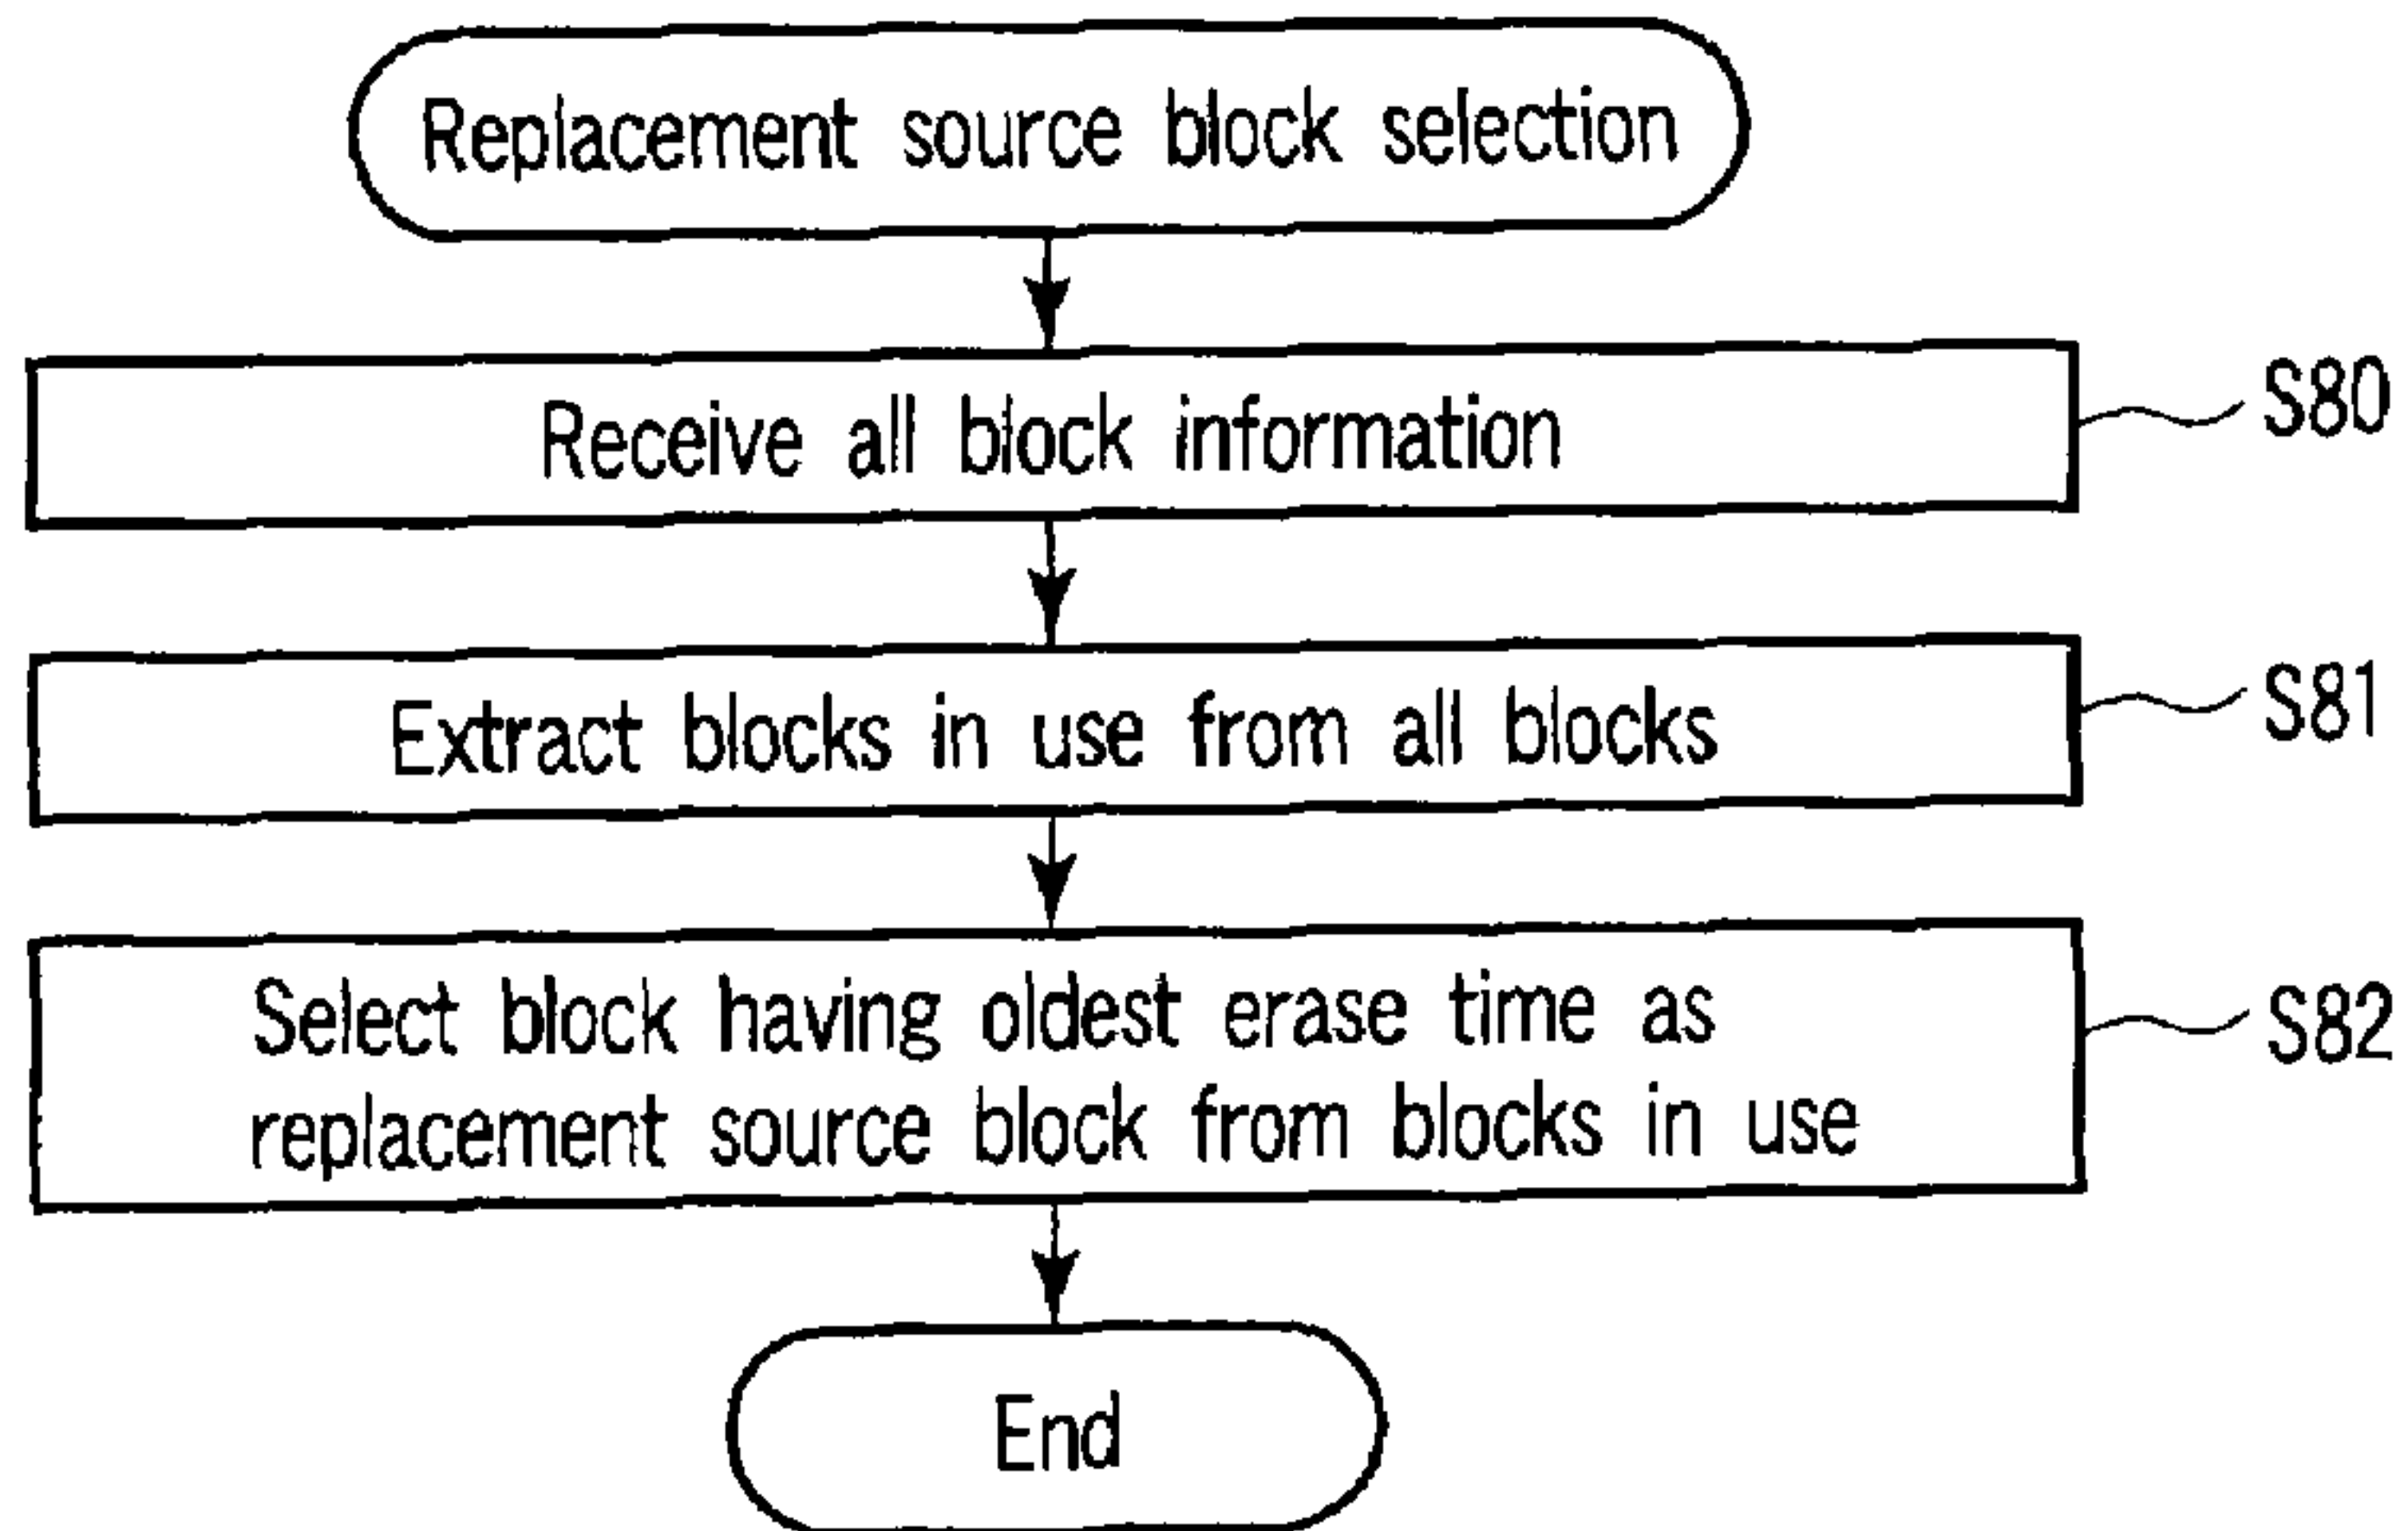 Replacement source block selection
Receive all block information
S80
Extract blocks in use from all blocks
S81
Select block having oldest erase time as
replacement source block from blocks in use
S82
End